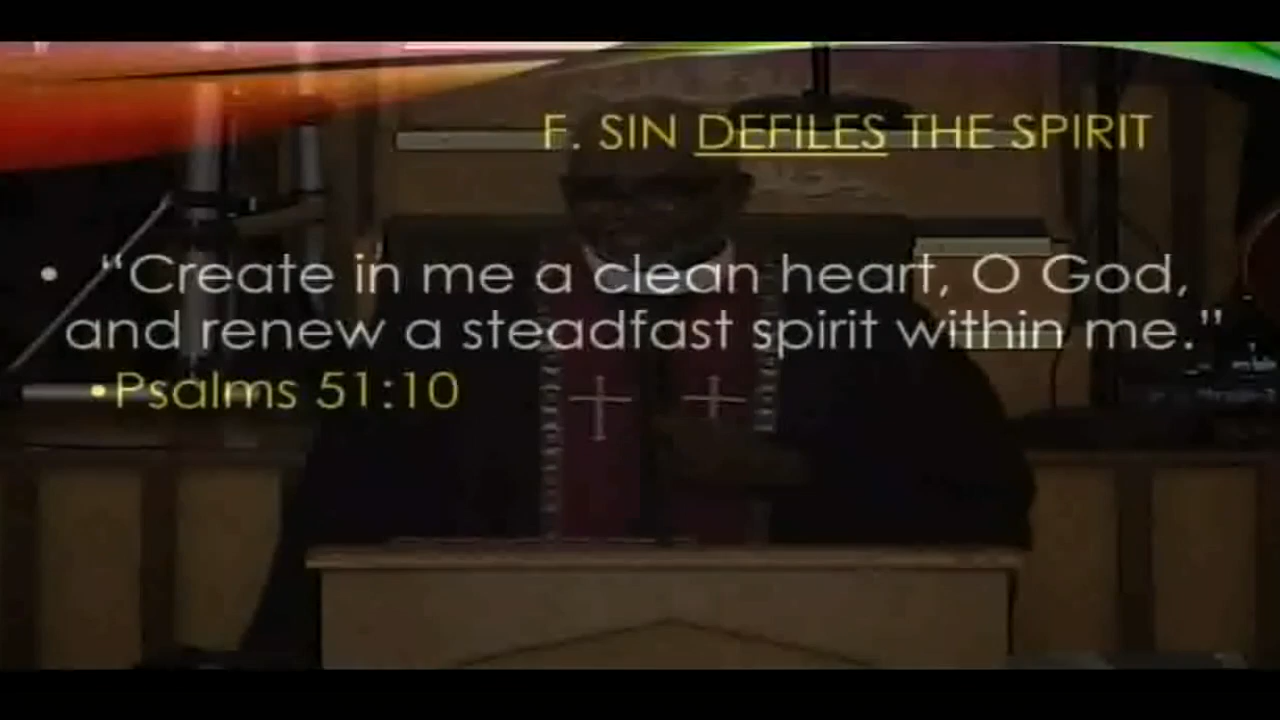 F. SIN DEFILES THE SPIRIT
• “Create in me a clean heart, O God,
and renew a steadfast spirit within me.”
• Psalms 51:10